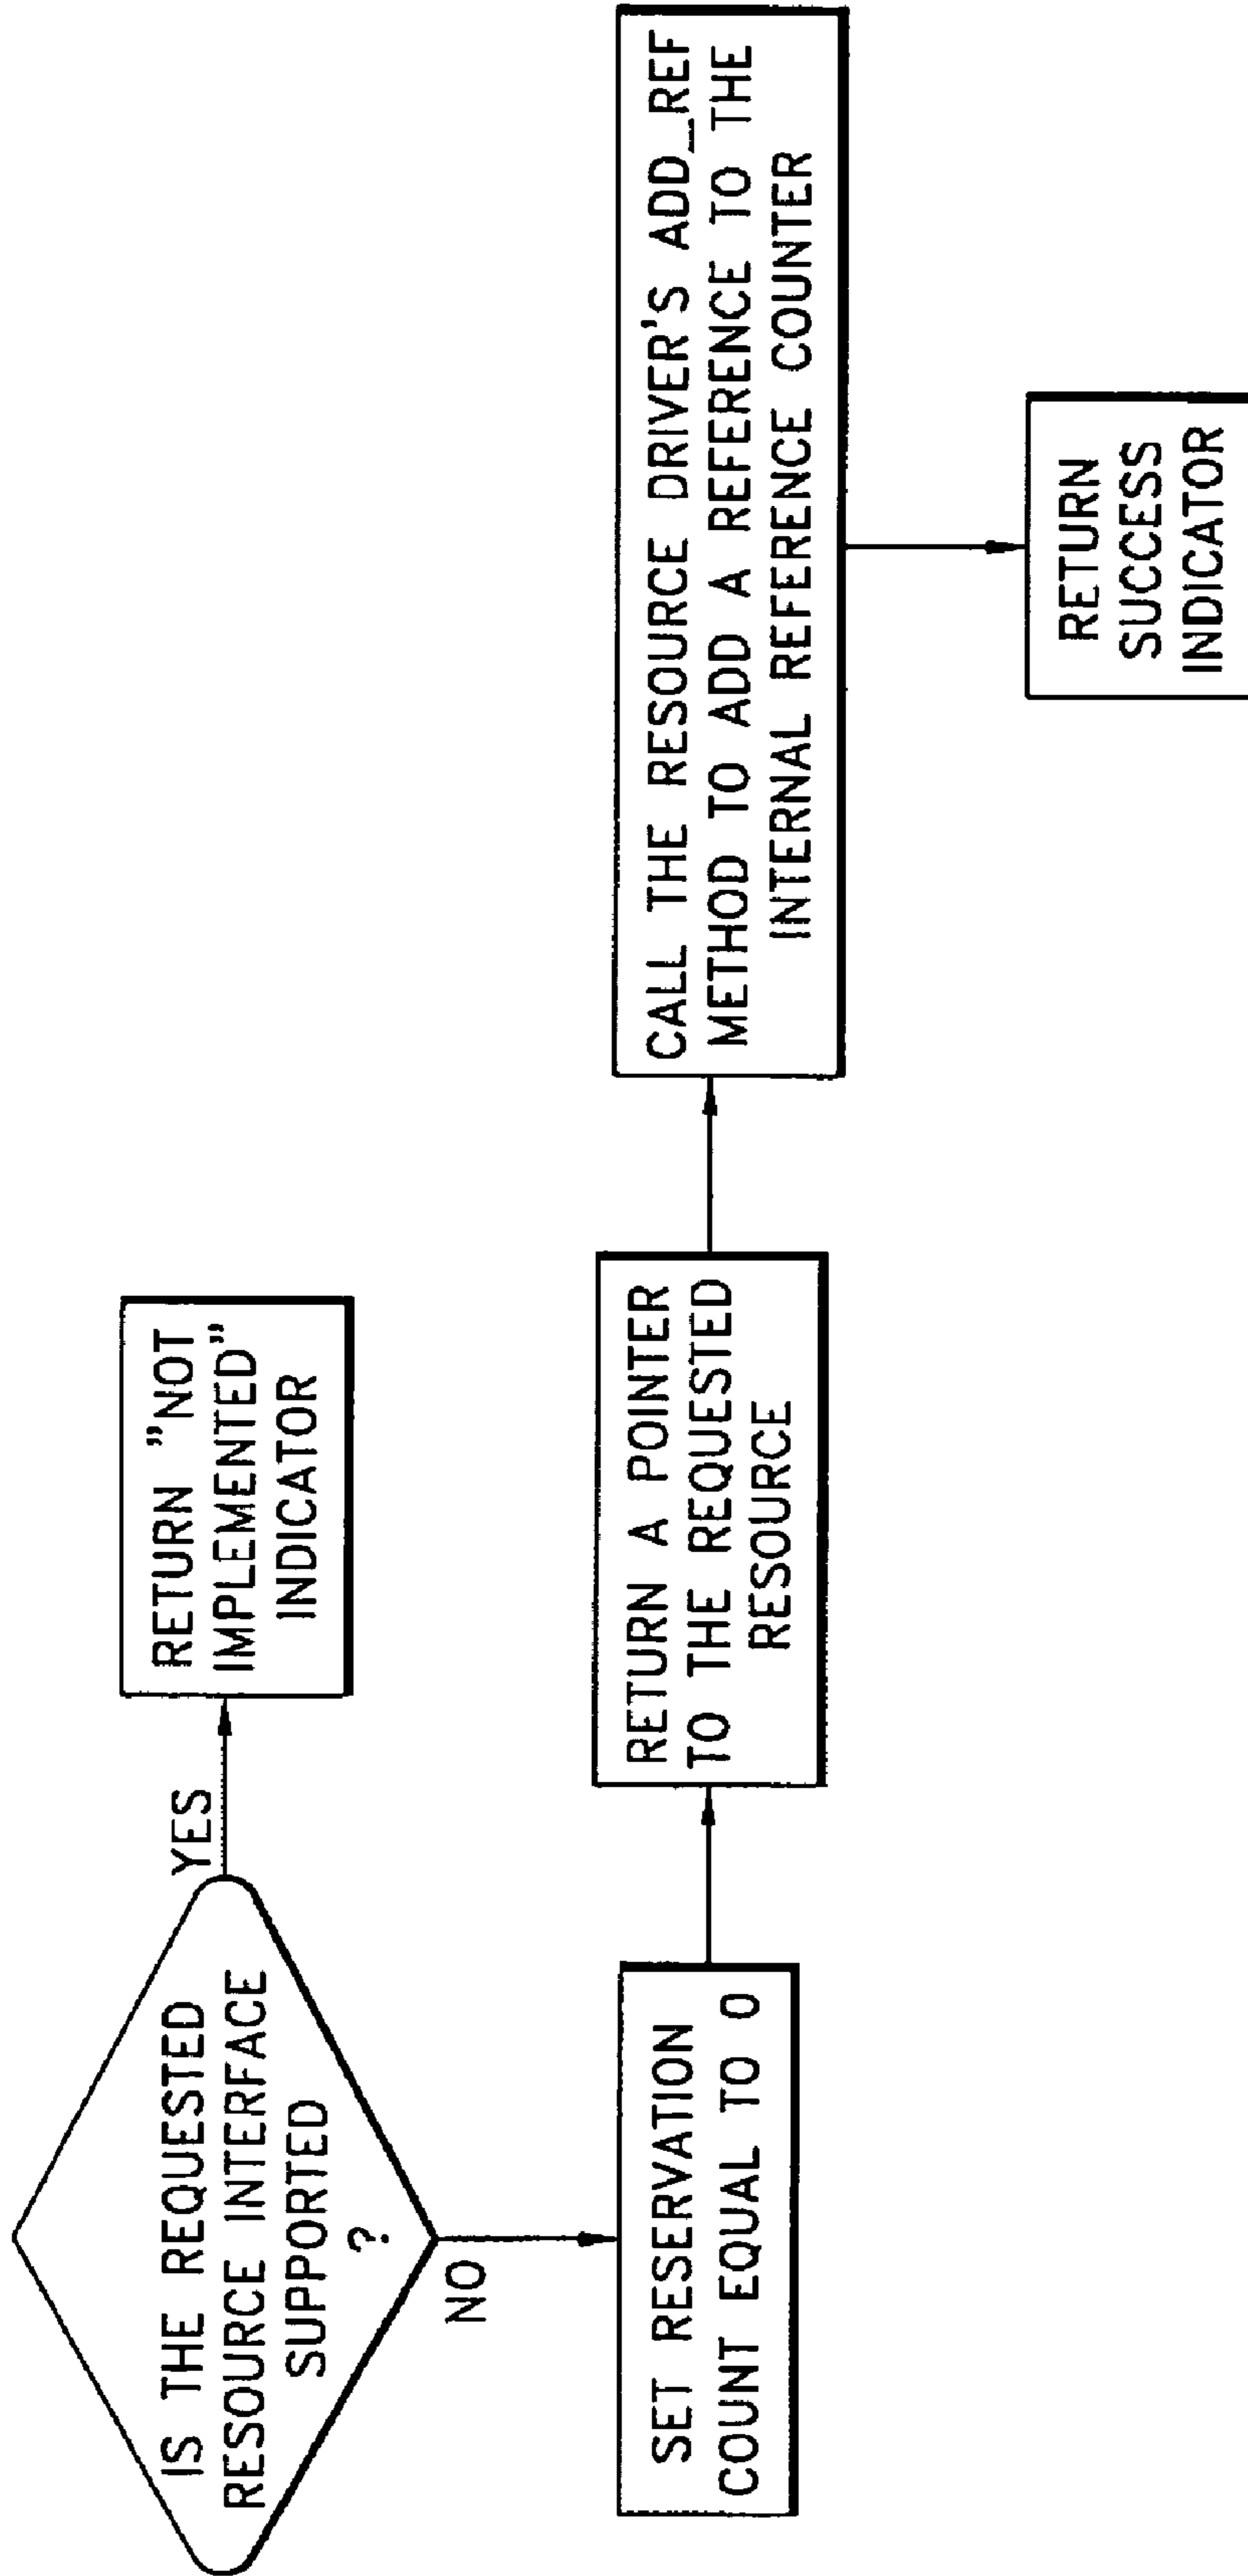 IS THE REQUESTED
RESOURCE INTERFACE
SUPPORTED
?
YES
RETURN "NOT
IMPLEMENTED"
INDICATOR
NO
SET RESERVATION
COUNT EQUAL TO 0
RETURN A POINTER
TO THE REQUESTED
RESOURCE
CALL THE RESOURCE DRIVER'S ADD_REF
METHOD TO ADD A REFERENCE TO THE
INTERNAL REFERENCE COUNTER
RETURN
SUCCESS
INDICATOR